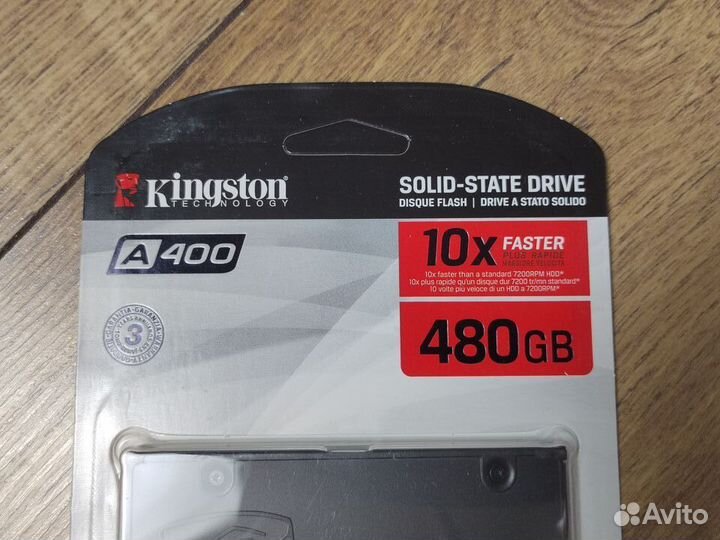 Kingston
TECHNOLOGY
A400
SOLID-STATE DRIVE
DISQUE FLASH | DRIVE A STATO SOLIDO
10x FASTER
PLUS RAPIDE
MAGGIORE VELOCITÀ
10x faster than a standard 7200RPM HDD*
10x plus rapide qu'un disque dur 7200 tr/mn standard*
10 volte più veloce di un HDD a 7200RPM*
480GB
3
Avito